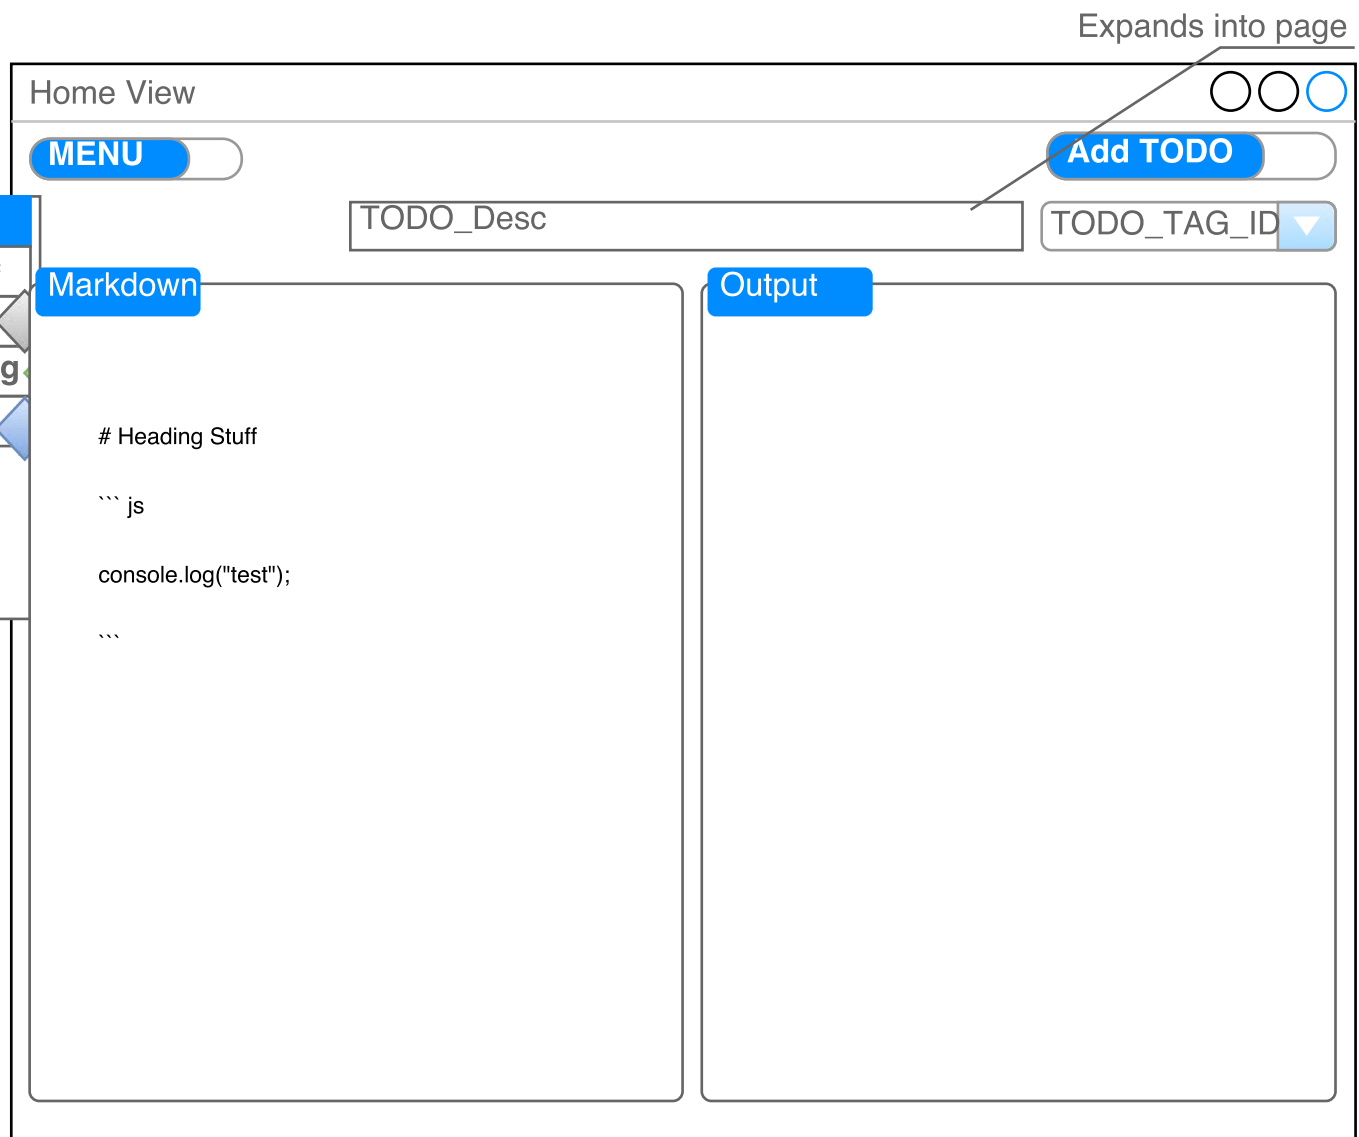 Expands into page
Home View
MENU
Add TODO
TODO_Desc
TODO_TAG_ID
Markdown
Output
g
# Heading Stuff
``` js
console.log("test");
```